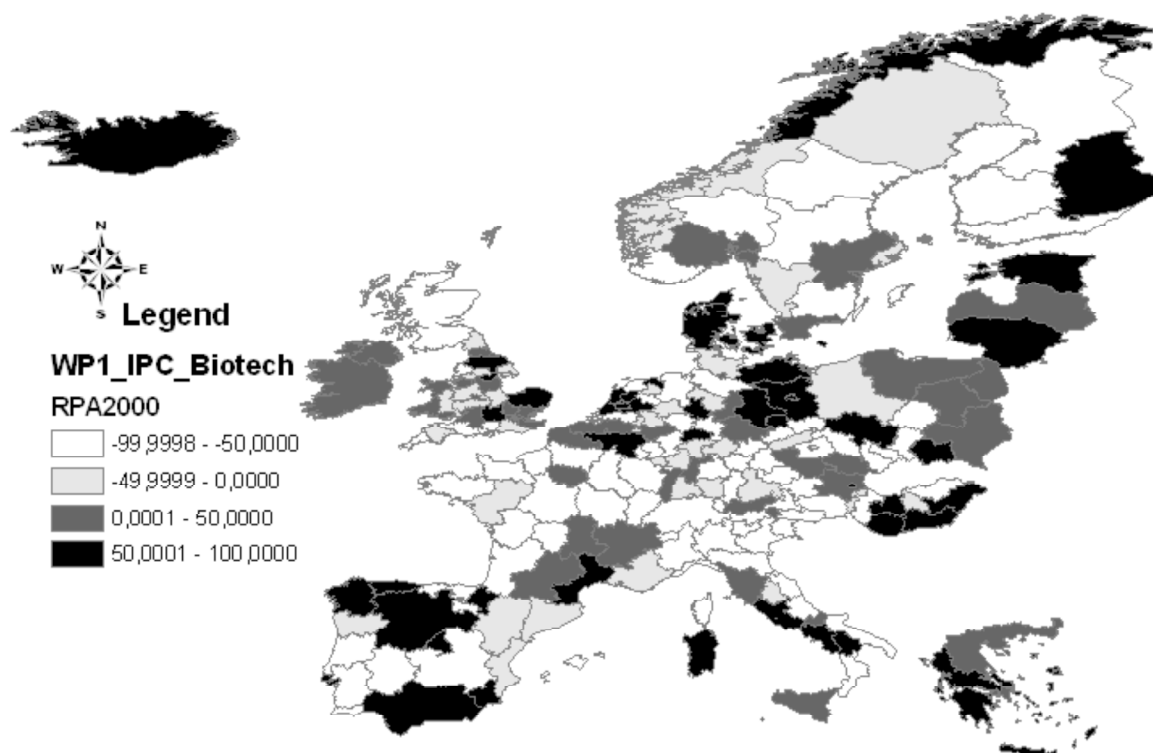 N
W E
S
Legend
WP1_IPC_Biotech
RPA2000
-99,9998 - -50,0000
-49,9999 - 0,0000
0,0001 - 50,0000
50,0001 - 100,0000